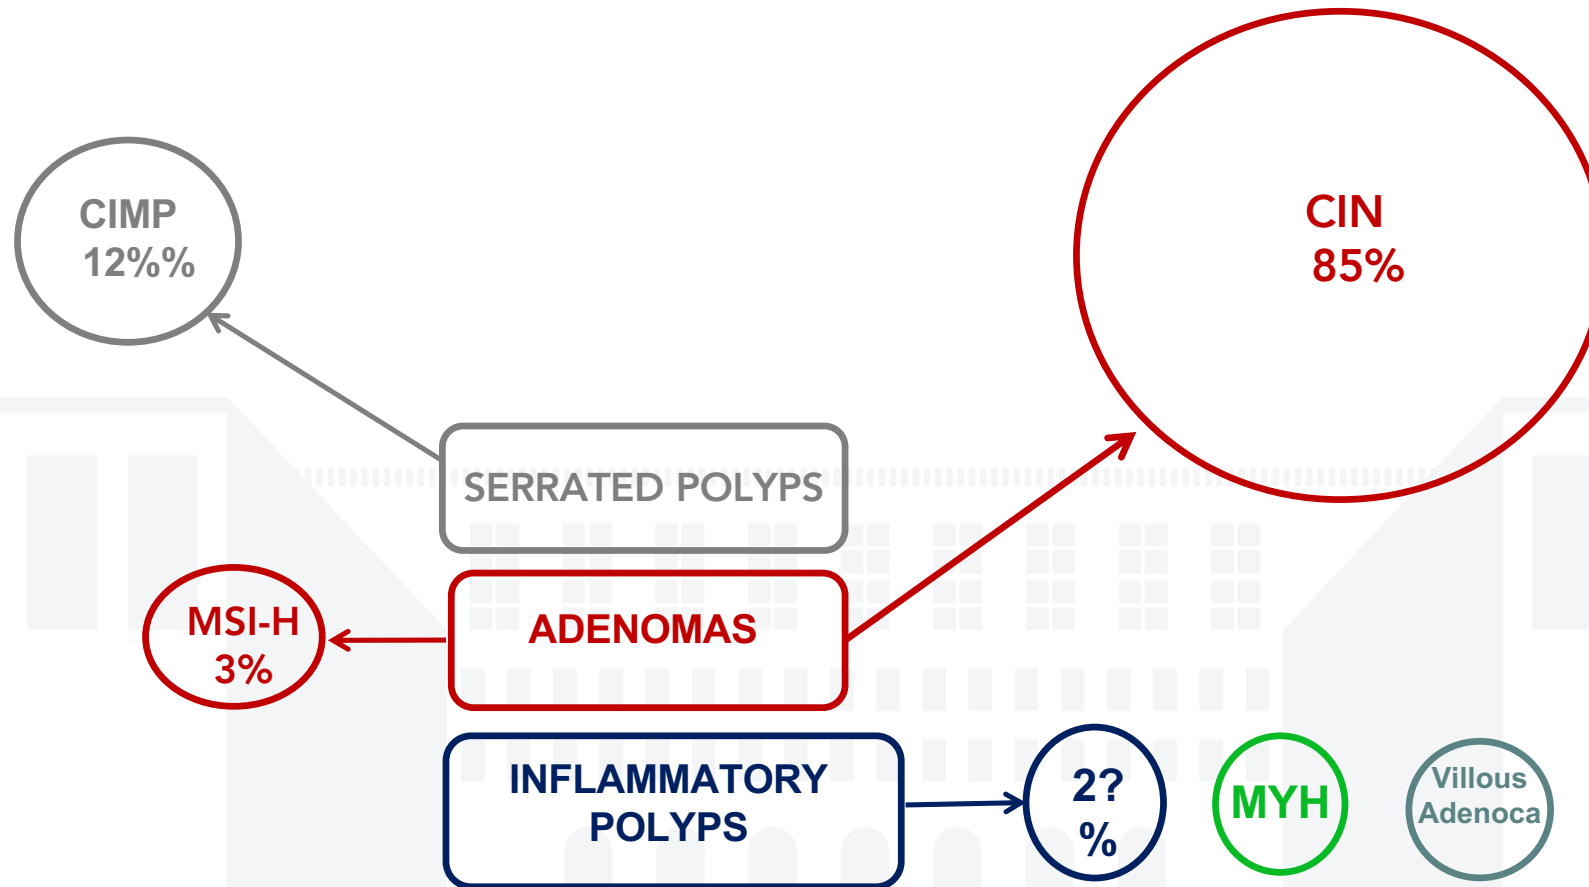 CIMP
12%%
CIN
85%
SERRATED POLYPS
MSI-H
3%
ADENOMAS
INFLAMMATORY
POLYPS
2?
%
MYH
Villous
Adenoca